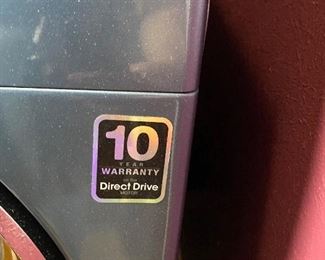 10
YEAR
WARRANTY
on the
Direct Drive
MOTOR